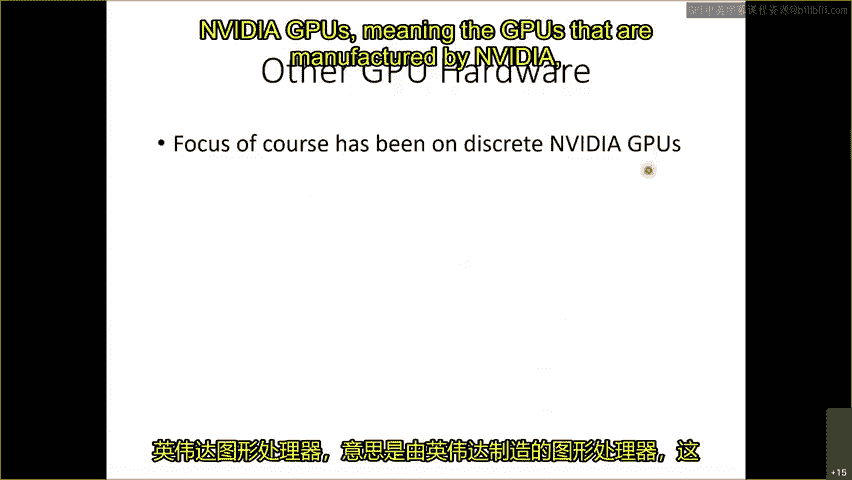 NVIDIA GPUs, meaning the GPUs that are
manufactured by NVIDIA,
Other GPU Hardware
• Focus of course has been on discrete NVIDIA GPUs
英伟达图形处理器，意思是由英伟达制造的图形处理器，这
+15